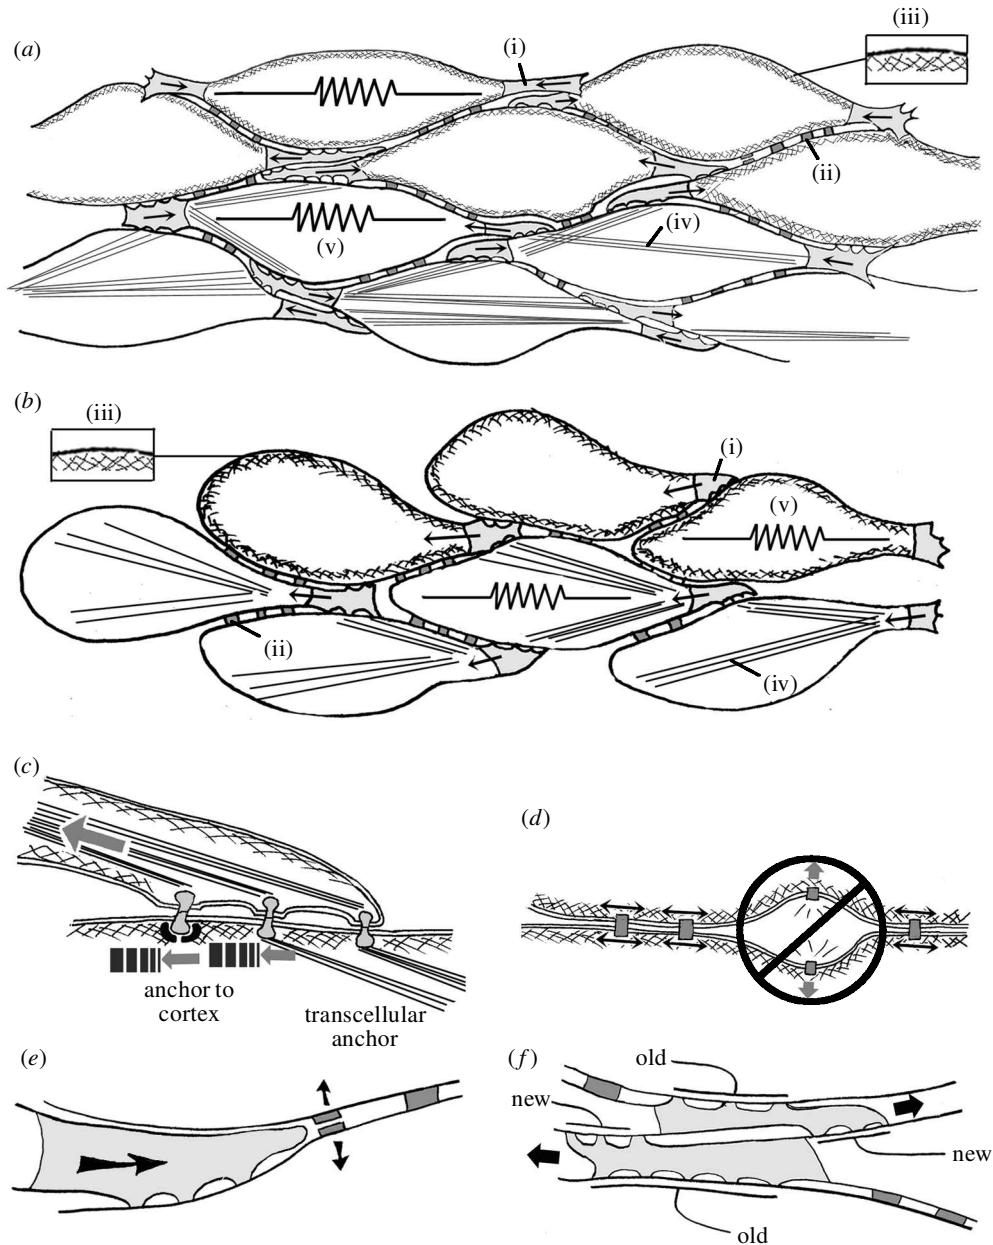 (a)
(i)
(iii)
(ii)
(iv)
(v)
(b)
(iii)
(i)
(v)
(ii)
(iv)
(c)
anchor to
cortex
transcellular
anchor
(d)
(e)
(f)
old
new
new
old